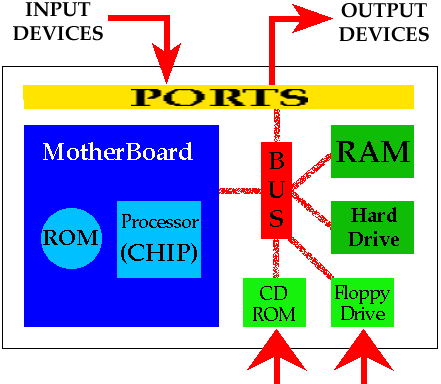 INPUT
DEVICES
OUTPUT
DEVICES
PORTS
MotherBoard
ROM
Processor
(CHIP)
B
U
S
RAM
Hard
Drive
CD
ROM
Floppy
Drive